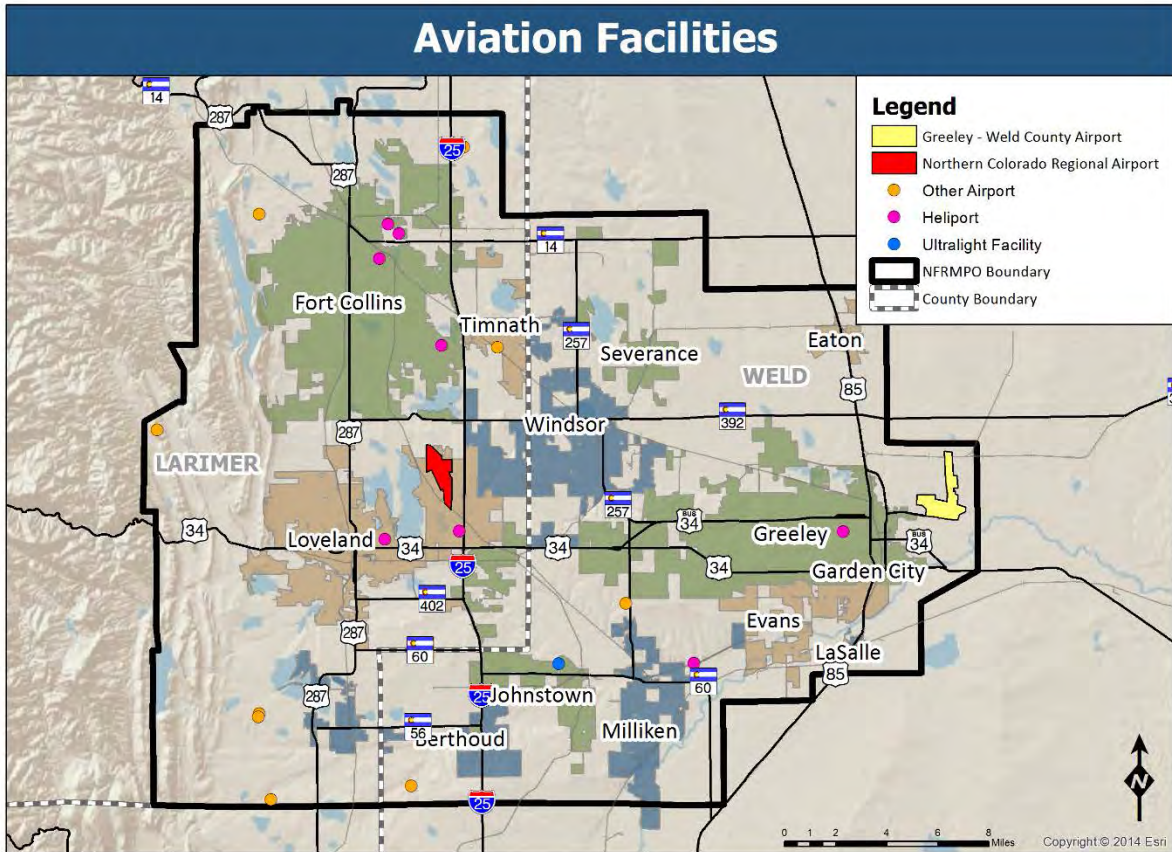 Aviation Facilities
Legend
Greeley - Weld County Airport
Northern Colorado Regional Airport
Other Airport
Heliport
Ultralight Facility
NFRMPO Boundary
County Boundary
14
287
25
287
14
Fort Collins
Timnath
257
Severance
Eaton
WELD
85
287
Windsor
392
LARIMER
257
BUS
34
34
Loveland
34
34
Greeley
BUS
34
34
25
Garden City
402
287
Evans
60
LaSalle
85
60
287
25
Johnstown
56
Berthoud
Milliken
25
N
0 1 2 4 6 8
Miles
Copyright:© 2014 Esri